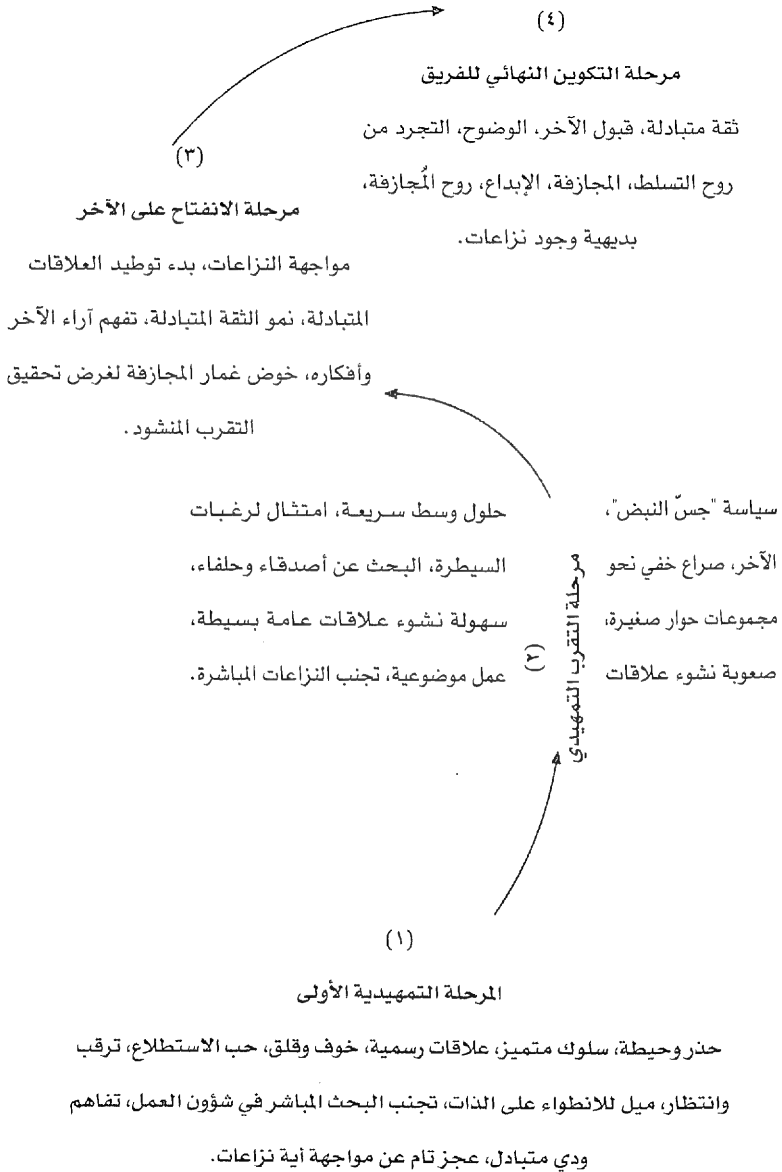 (٤)
مرحلة التكوين النهائي للفريق
ثقة متبادلة، قبول الآخر، الوضوح، التجرد من
روح التسلط، المجازفة، الإبداع، روح المُجازفة،
بديهية وجود نزاعات.
(٣)
مرحلة الانفتاح على الآخر
مواجهة النزاعات، بدء توطيد العلاقات
المتبادلة، نمو الثقة المتبادلة، تفهم آراء الآخر
وأفكاره، خوض غمار المجازفة لغرض تحقيق
التقرب المنشود.
سياسة "جسّ النبض"،
الآخر، صراع خفي نحو
مجموعات حوار صغيرة،
صعوبة نشوء علاقات
مرحلة التقرب التمهيدي
(٢)
حلول وسط سريعة، امتثال لرغبات
السيطرة، البحث عن أصدقاء وحلفاء،
سهولة نشوء علاقات عامة بسيطة،
عمل موضوعية، تجنب النزاعات المباشرة.
(١)
المرحلة التمهيدية الأولى
حذر وحيطة، سلوك متميز، علاقات رسمية، خوف وقلق، حب الاستطلاع، ترقب
وانتظار، ميل للانطواء على الذات، تجنب البحث المباشر في شؤون العمل، تفاهم
ودي متبادل، عجز تام عن مواجهة أية نزاعات.